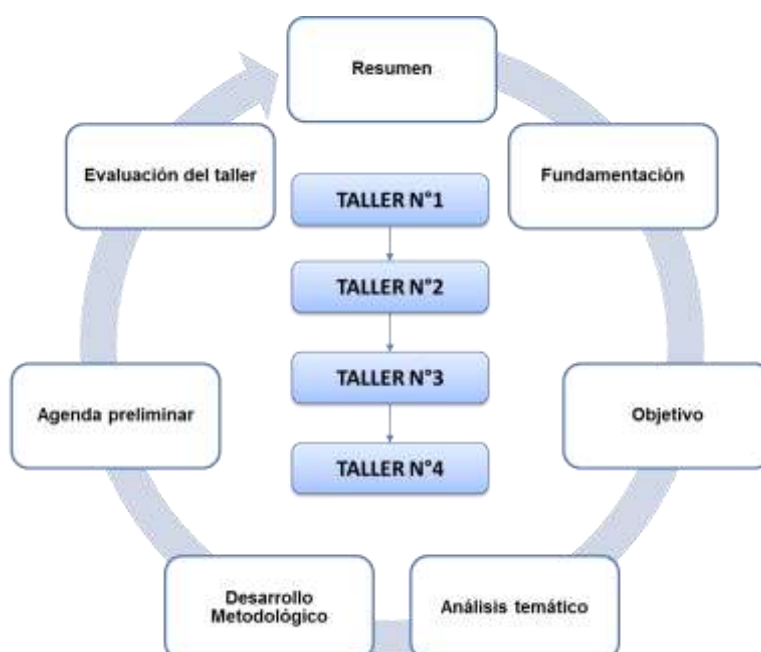 Resumen
Fundamentación
Objetivo
Análisis temático
Desarrollo
Metodológico
Agenda preliminar
Evaluación del taller
TALLER N°1
TALLER N°2
TALLER N°3
TALLER N°4